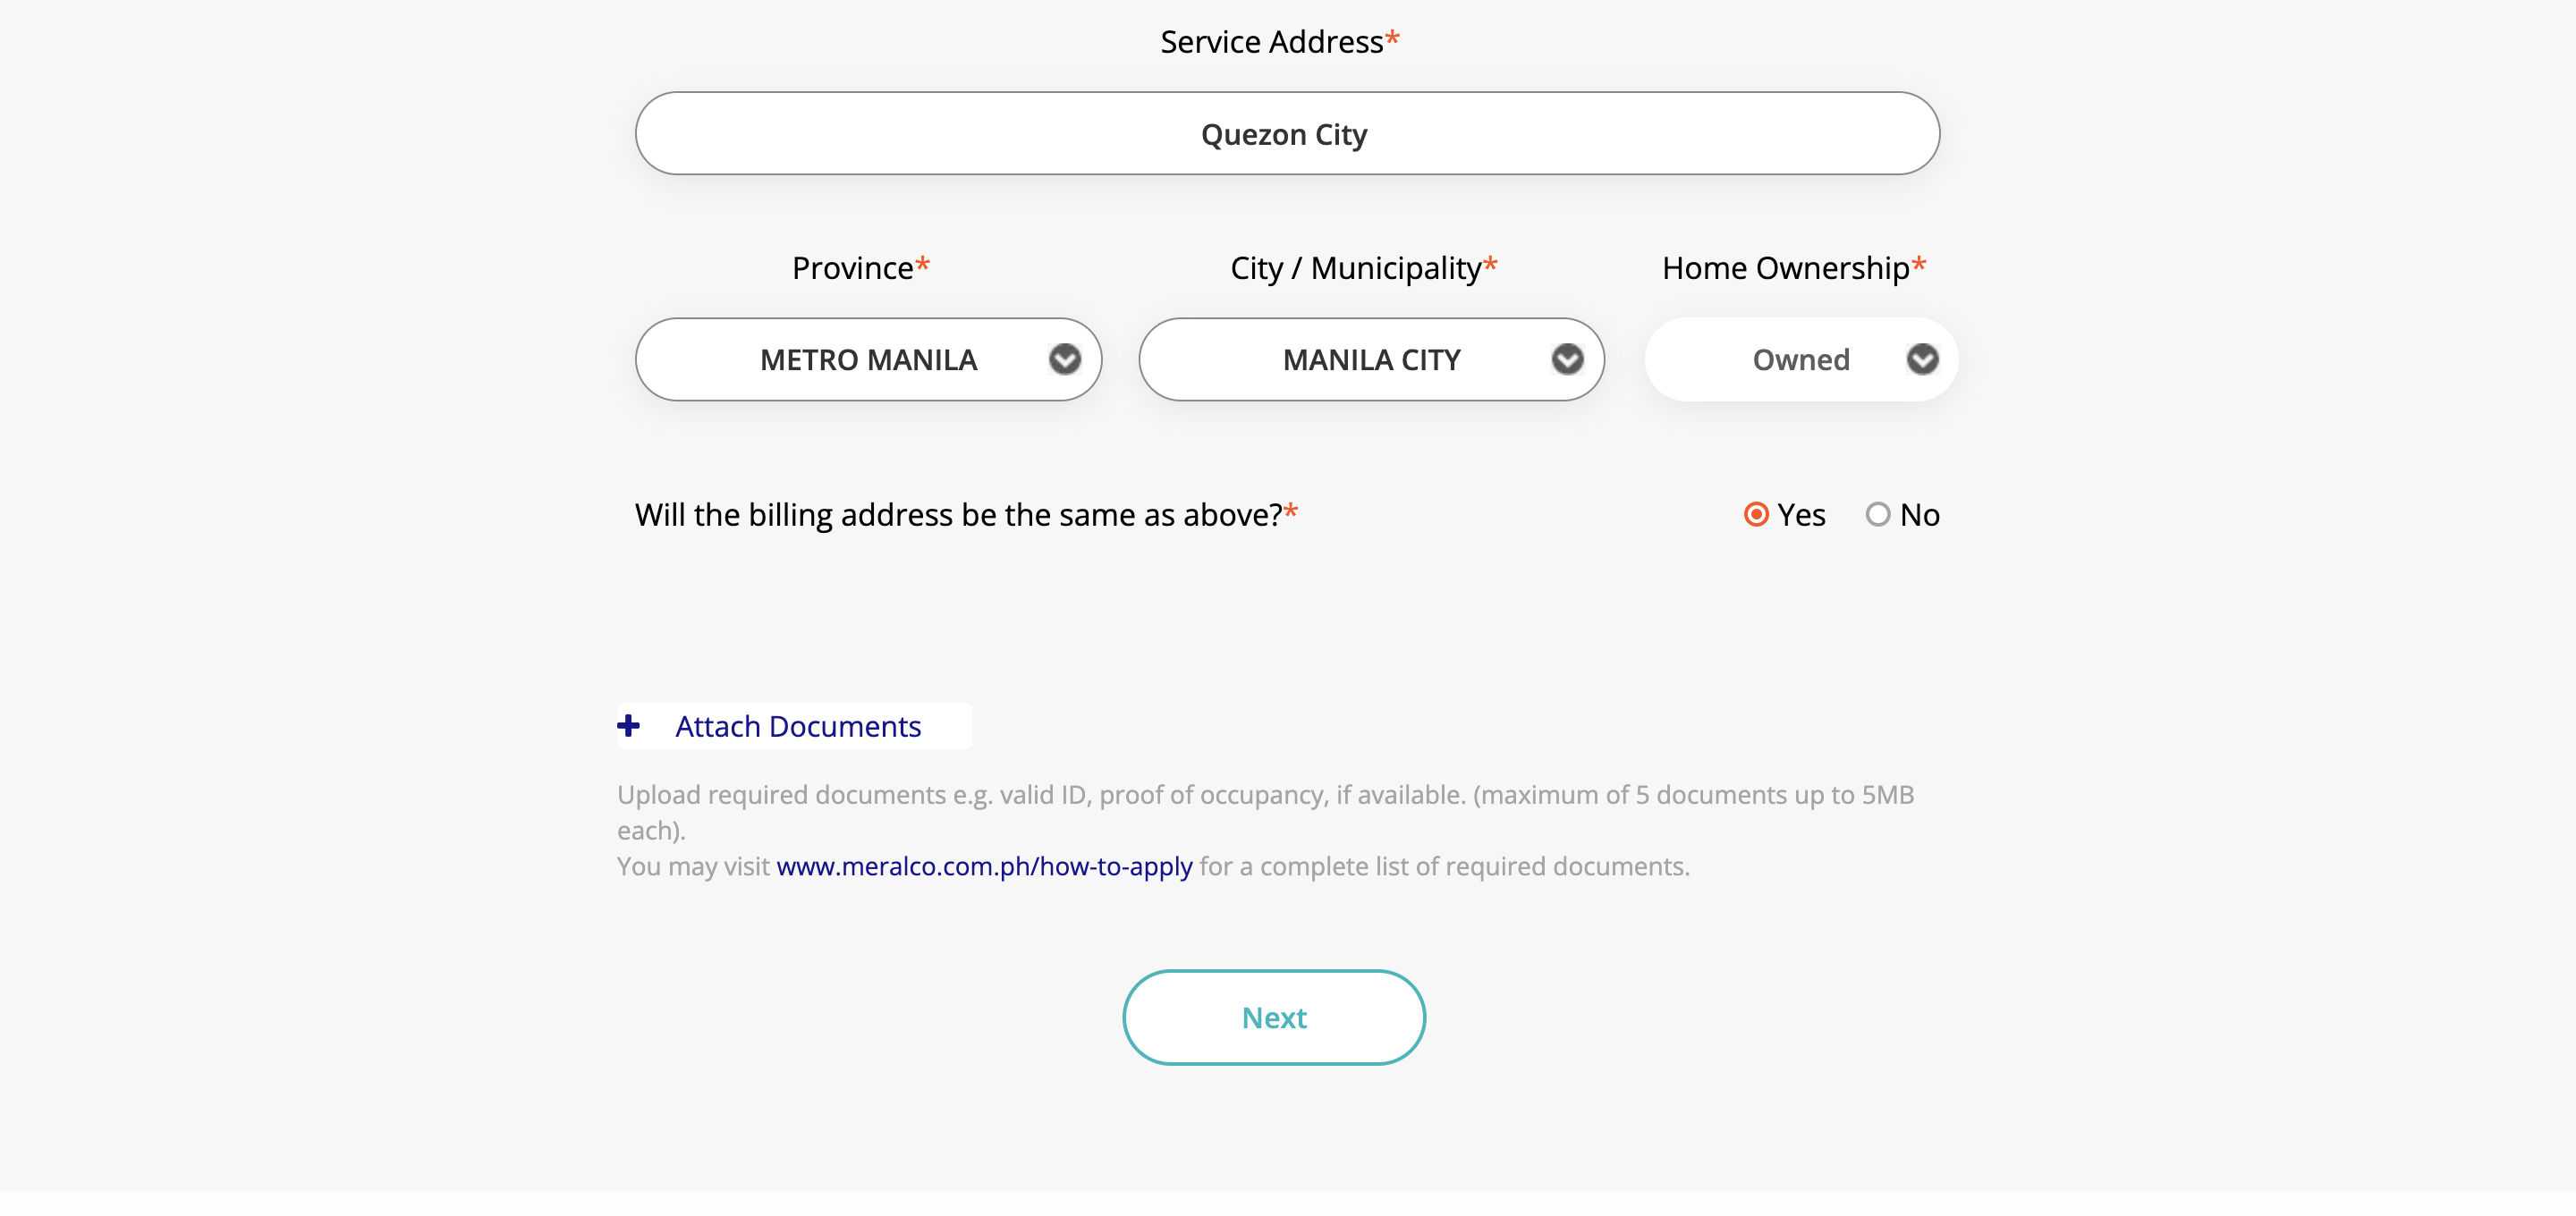 Service Address*
Quezon City
Province*
City / Municipality*
Home Ownership*
METRO MANILA
MANILA CITY
Owned
Will the billing address be the same as above?*
Yes
No
Attach Documents
Upload required documents e.g. valid ID, proof of occupancy, if available. (maximum of 5 documents up to 5MB
each).
You may visit www.meralco.com.ph/how-to-apply for a complete list of required documents.
Next